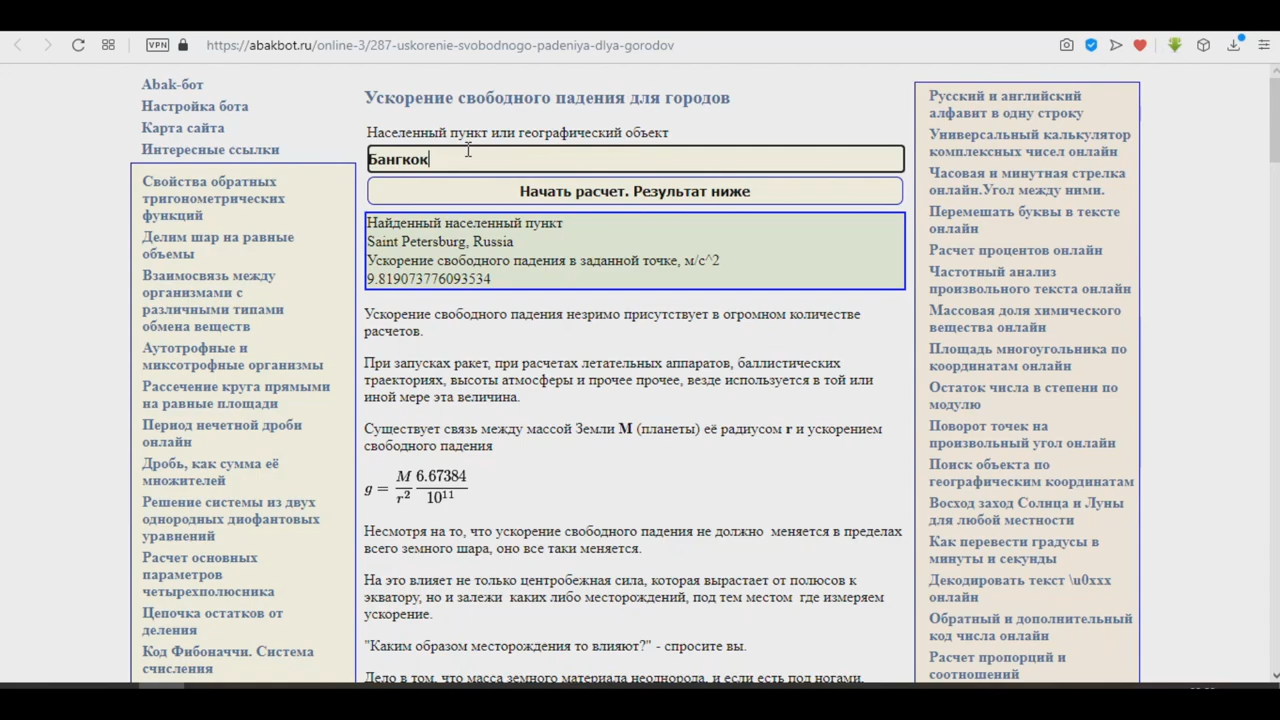 VPN
https://abakbot.ru/online-3/287-uskorenie-svobodnogo-padeniya-dlya-gorodov
Abak-бот
Настройка бота
Карта сайта
Интересные ссылки
Свойства обратных
тригонометрических
функций
Делим шар на равные
объемы
Взаимосвязь между
организмами с
различными типами
обмена веществ
Аутотрофные и
миксотрофные организмы
Рассечение круга прямыми
на равные площади
Период нечетной дроби
онлайн
Дробь, как сумма её
множителей
Решение системы из двух
однородных диофантовых
уравнений
Расчет основных
параметров
четырехполюсника
Цепочка остатков от
деления
Код Фибоначчи. Система
счисления
Ускорение свободного падения для городов
Населенный пункт или географический объект
Бангкок
Начать расчет. Результат ниже
Найденный населенный пункт
Saint Petersburg, Russia
Ускорение свободного падения в заданной точке, м/с^2
9.819073776093534
Ускорение свободного падения незримо присутствует в огромном количестве
расчетов.
При запусках ракет, при расчетах летательных аппаратов, баллистических
траекториях, высоты атмосферы и прочее прочее, везде используется в той или
иной мере эта величина.
Существует связь между массой Земли M (планеты) её радиусом r и ускорением
свободного падения
g = M/r² 6.67384/10¹¹
Несмотря на то, что ускорение свободного падения не должно меняется в пределах
всего земного шара, оно все таки меняется.
На это влияет не только центробежная сила, которая вырастает от полюсов к
экватору, но и залежи каких либо месторождений, под тем местом где измеряем
ускорение.
"Каким образом месторождения то влияют?" - спросите вы.
Дело в том, что масса земного материала неоднородна, и если есть под ногами,
Русский и английский
алфавит в одну строку
Универсальный калькулятор
комплексных чисел онлайн
Часовая и минутная стрелка
онлайн.Угол между ними.
Перемешать буквы в тексте
онлайн
Расчет процентов онлайн
Частотный анализ
произвольного текста онлайн
Массовая доля химического
вещества онлайн
Площадь многоугольника по
координатам онлайн
Остаток числа в степени по
модулю
Поворот точек на
произвольный угол онлайн
Поиск объекта по
географическим координатам
Восход заход Солнца и Луны
для любой местности
Как перевести градусы в
минуты и секунды
Декодировать текст \u0xxx
онлайн
Обратный и дополнительный
код числа онлайн
Расчет пропорций и
соотношений